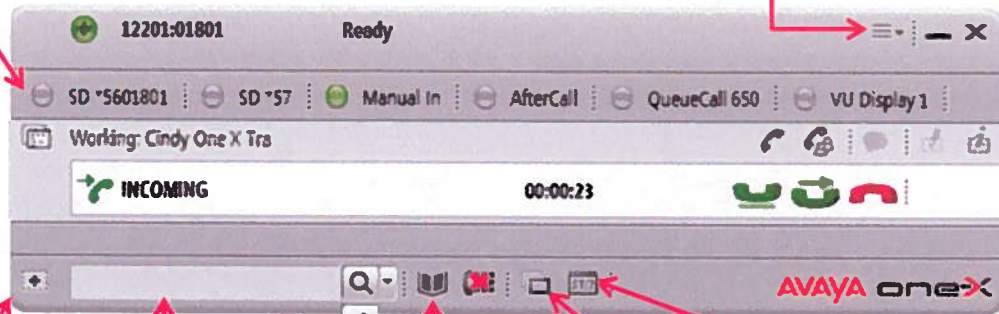 12201:01801 Ready
SD *5601801 SD *57 Manual In AfterCall QueueCall 650 VU Display 1
Working: Cindy One X Tra
INCOMING 00:00:23
AVAYA one-X